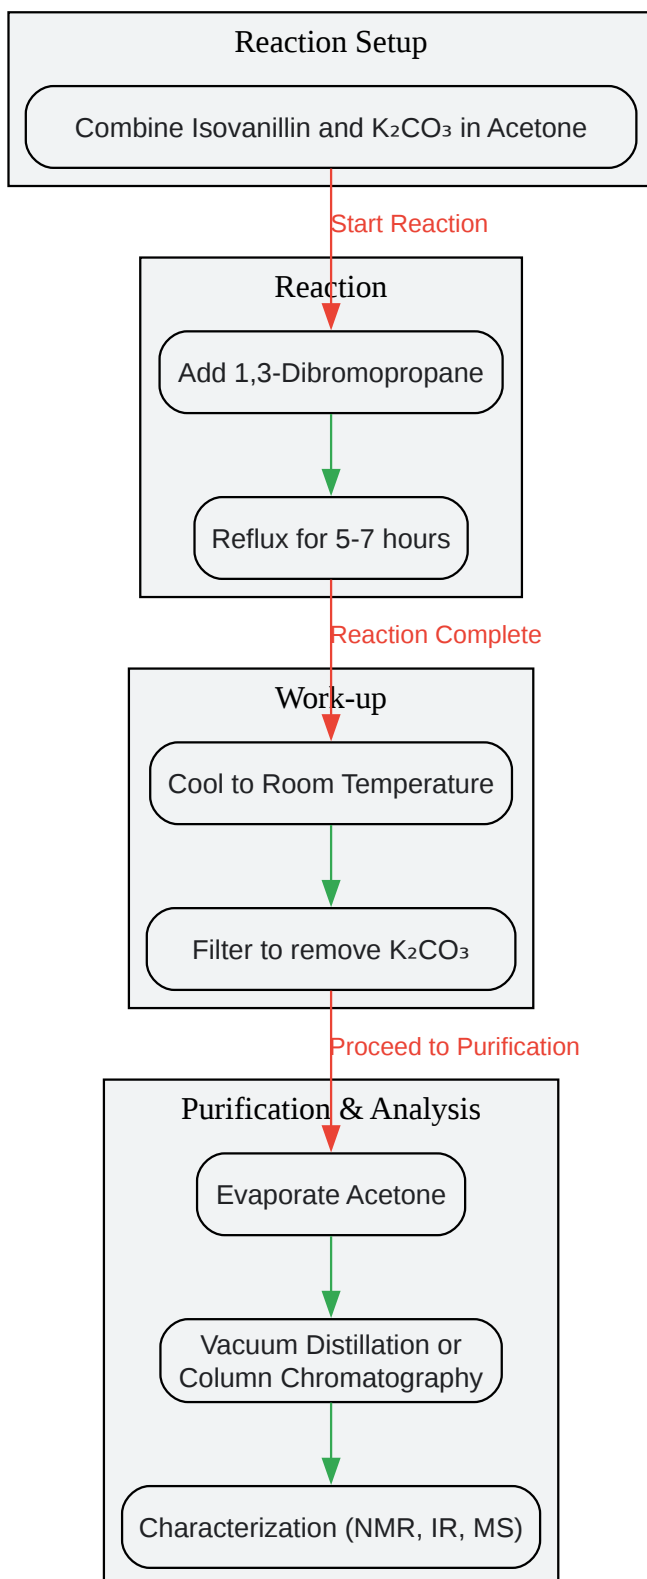 Reaction Setup
Combine Isovanillin and K₂CO₃ in Acetone
Start Reaction
Reaction
Add 1,3-Dibromopropane
Reflux for 5-7 hours
Reaction Complete
Work-up
Cool to Room Temperature
Filter to remove K₂CO₃
Proceed to Purification
Purification & Analysis
Evaporate Acetone
Vacuum Distillation or
Column Chromatography
Characterization (NMR, IR, MS)